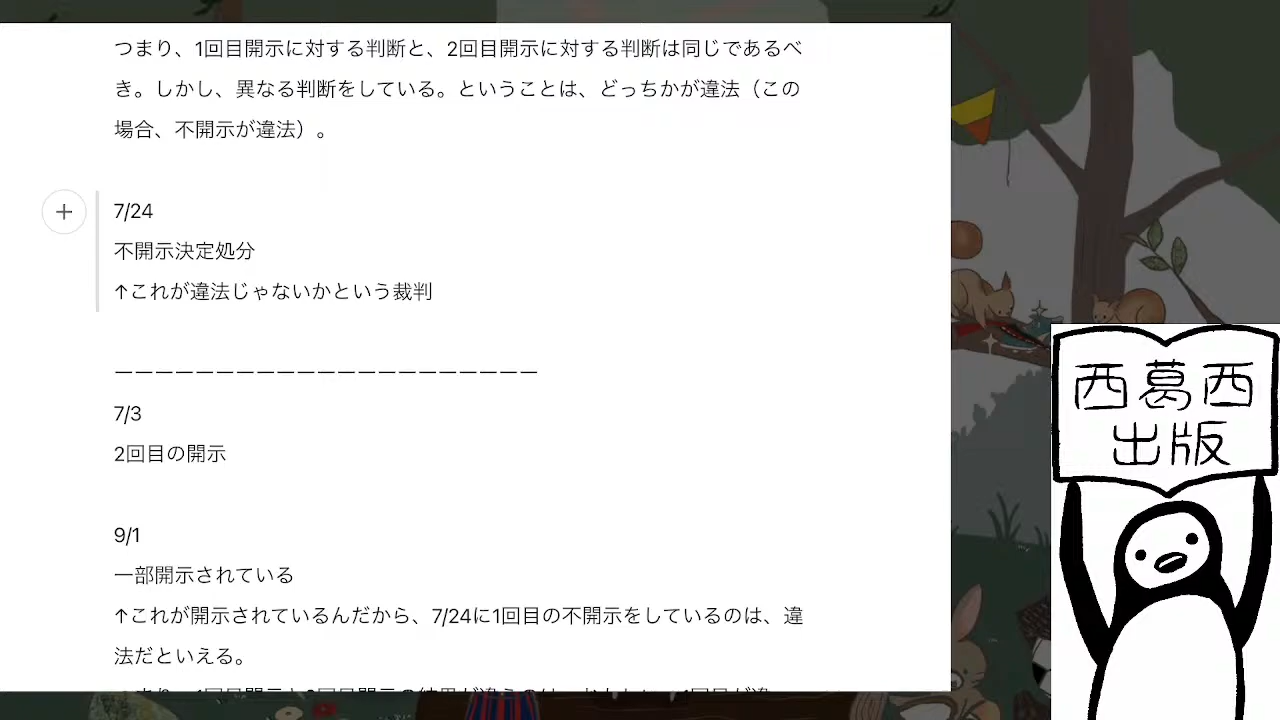 つまり、1回目開示に対する判断と、2回目開示に対する判断は同じであるべ
き。しかし、異なる判断をしている。ということは、どっちかが違法（この
場合、不開示が違法）。
7/24
不開示決定処分
↑これが違法じゃないかという裁判
ーーーーーーーーーーーーーーーーーーーーー
7/3
2回目の開示
9/1
一部開示されている
↑これが開示されているんだから、7/24に1回目の不開示をしているのは、違
法だといえる。
西葛西
出版